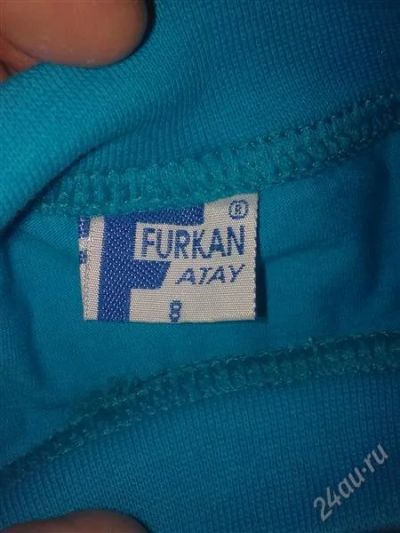 ®
FURKAN
ATAY
8
24au.ru